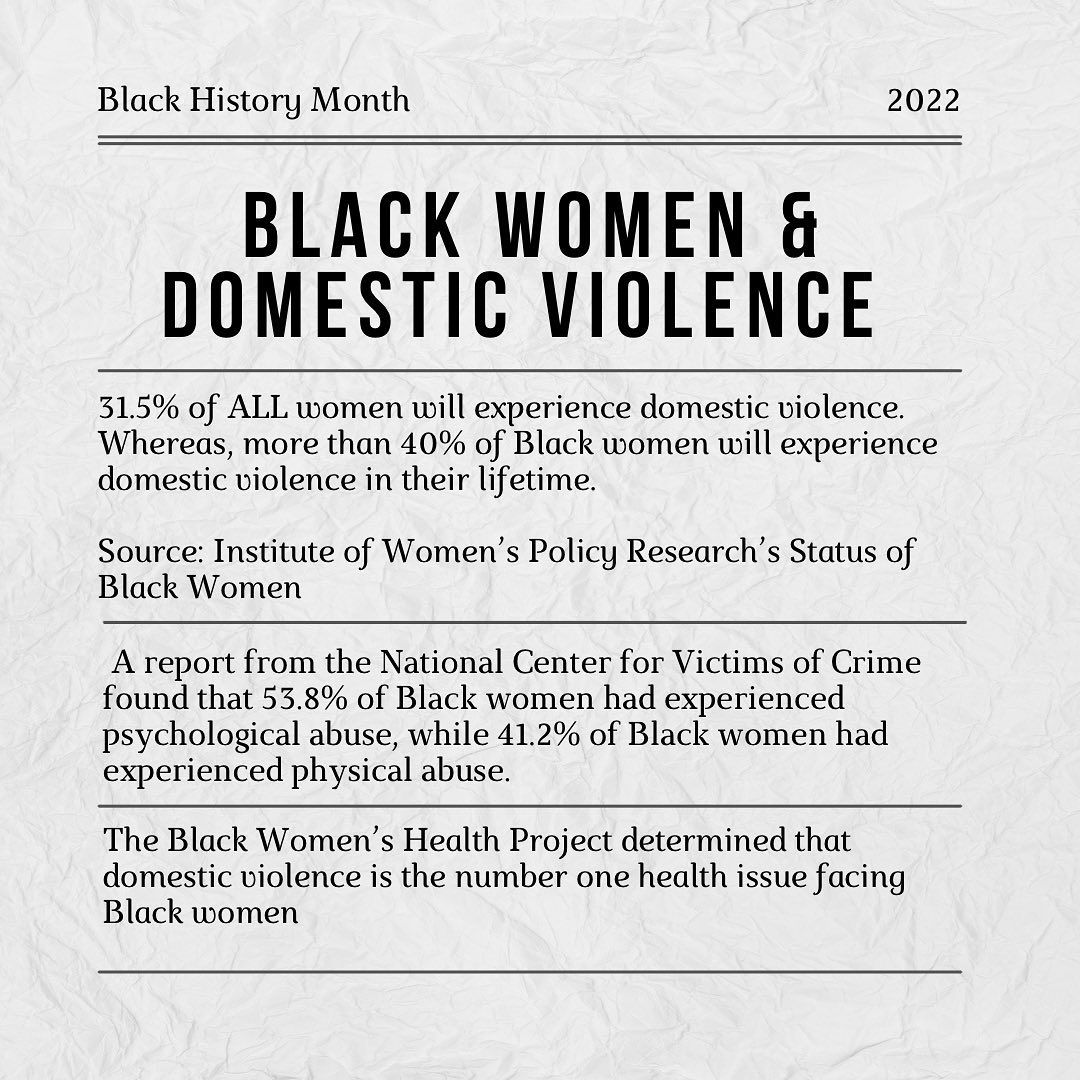 Black History Month
2022
BLACK WOMEN &
DOMESTIC VIOLENCE
31.5% of ALL women will experience domestic violence.
Whereas, more than 40% of Black women will experience
domestic violence in their lifetime.
Source: Institute of Women’s Policy Research’s Status of
Black Women
A report from the National Center for Victims of Crime
found that 53.8% of Black women had experienced
psychological abuse, while 41.2% of Black women had
experienced physical abuse.
The Black Women’s Health Project determined that
domestic violence is the number one health issue facing
Black women